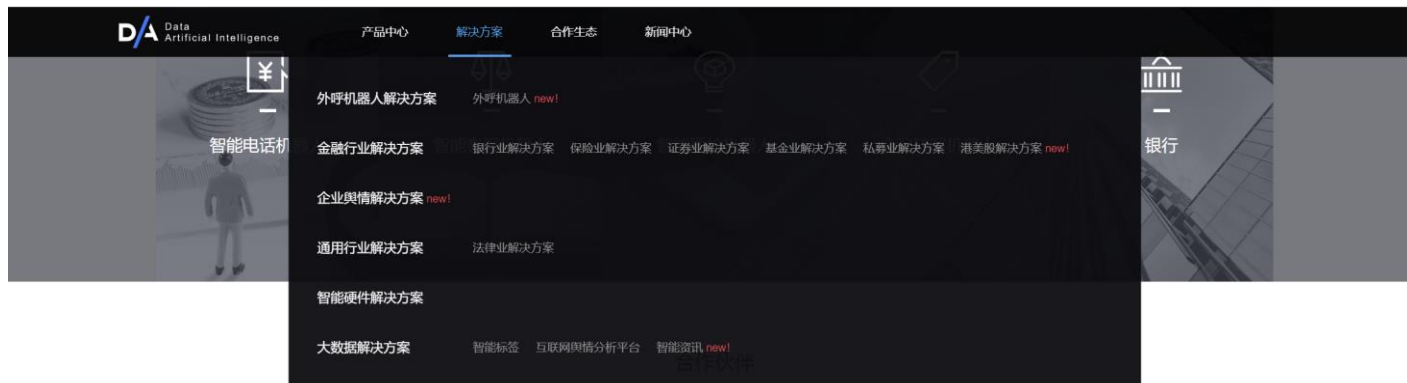 Data
Artificial Intelligence
产品中心 解决方案 合作生态 新闻中心
外呼机器人解决方案 外呼机器人 new!
智能电话机
金融行业解决方案 银行业解决方案 保险业解决方案 证券业解决方案 基金业解决方案 私募业解决方案 港美股解决方案 new!
银行
企业舆情解决方案 new!
通用行业解决方案 法律业解决方案
智能硬件解决方案
大数据解决方案 智能标签 互联网舆情分析平台 智能资讯 new!
合作伙伴